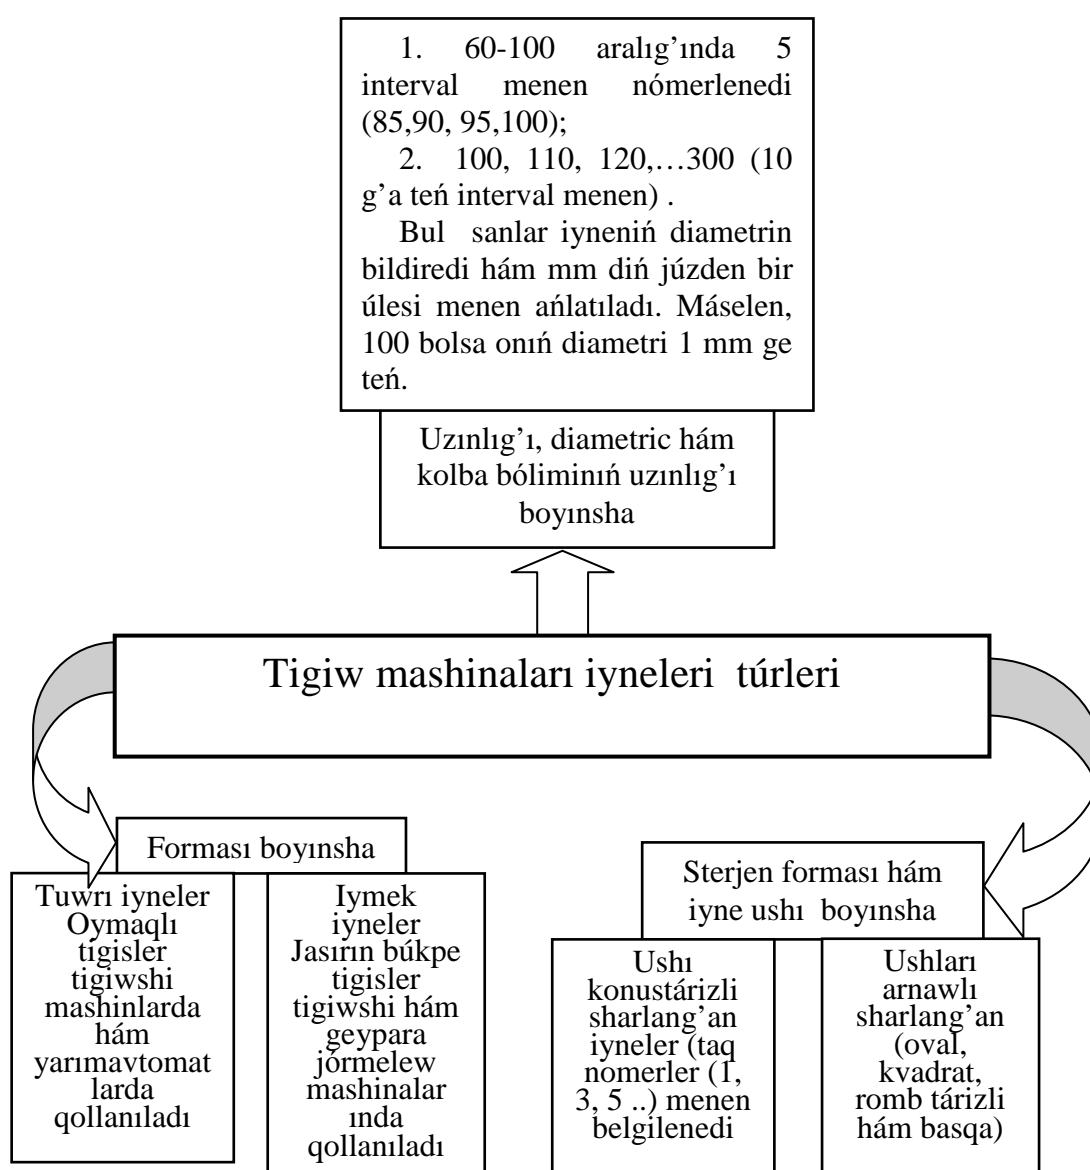 1. 60-100 aralıg’ında 5
interval menen nómerlenedi
(85,90, 95,100);
2. 100, 110, 120,…300 (10
g’a teń interval menen) .
Bul sanlar iyneniń diametrin
bildiredi hám mm diń júzden bir
úlesi menen ańlatıladı. Máselen,
100 bolsa onıń diametri 1 mm ge
teń.
Uzınlıg’ı, diametric hám
kolba bóliminıń uzınlıg’ı
boyınsha
Tigiw mashinaları iyneleri túrleri
Forması boyınsha
Tuwrı iyneler
Oymaqlı
tigisler
tigiwshi
mashinlarda
hám
yarımavtomat
larda
qollanıladı
Iymek
iyneler
Jasırın búkpe
tigisler
tigiwshi hám
geypara
jórmelew
mashinalar
ında
qollanıladı
Sterjen forması hám
iyne ushı boyınsha
Ushı
konustárizli
sharlang’an
iyneler (taq
nomerler (1,
3, 5 ..) menen
belgilenedi
Ushları
arnawlı
sharlang’an
(oval,
kvadrat,
romb tárizli
hám basqa)